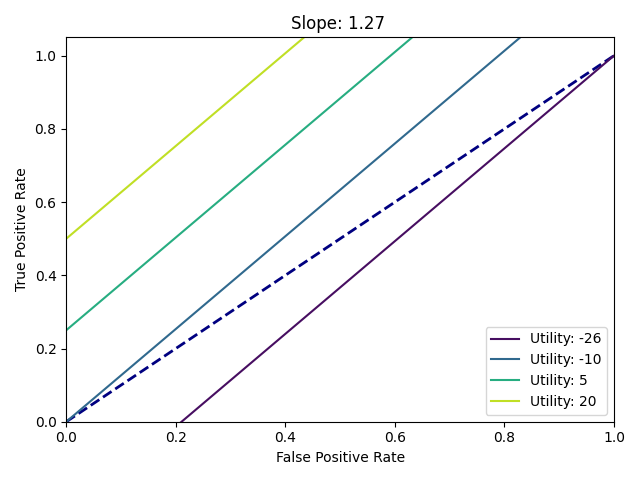 Slope: 1.27
True Positive Rate
1.0
0.8
0.6
0.4
0.2
0.0
Utility: -26
Utility: -10
Utility: 5
Utility: 20
0.0 0.2 0.4 0.6 0.8 1.0
False Positive Rate